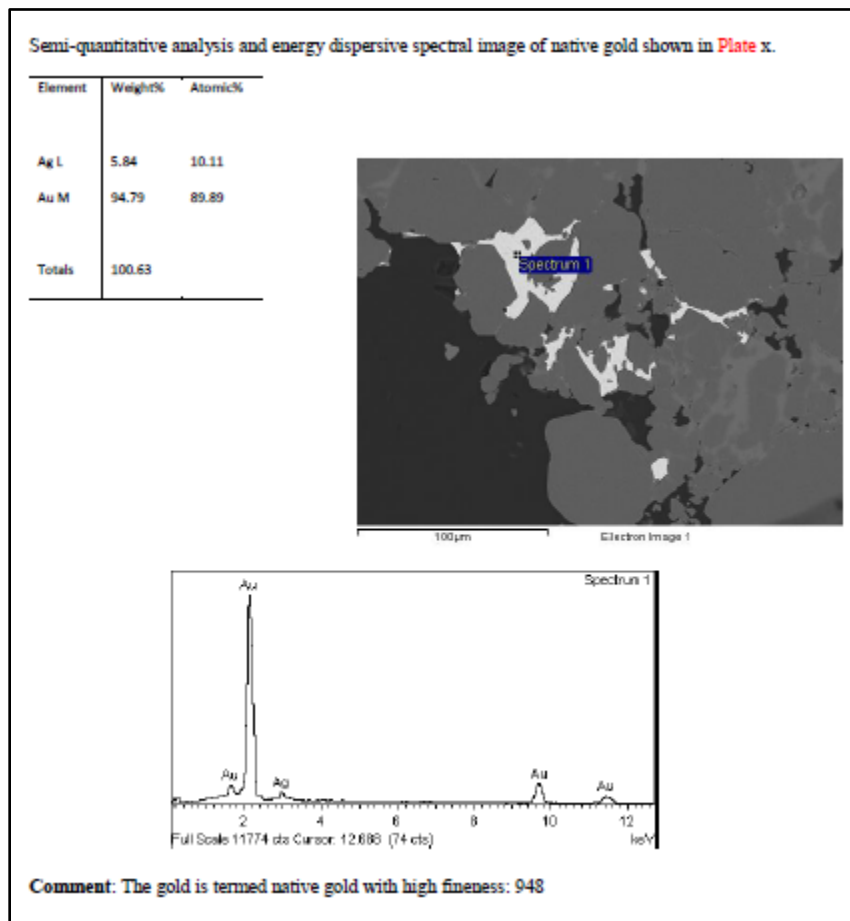 Semi-quantitative analysis and energy dispersive spectral image of native gold shown in Plate x.
Element Weight% Atomic%
Ag L 5.84 10.11
Au M 94.79 89.89
Totals 100.63
Spectrum 1
100µm Electron Image 1
Spectrum 1
Au
Au Ag Au Au
2 4 6 8 10 12
Full Scale 11774 cts Cursor: 12.688 (74 cts) keV
Comment: The gold is termed native gold with high fineness: 948